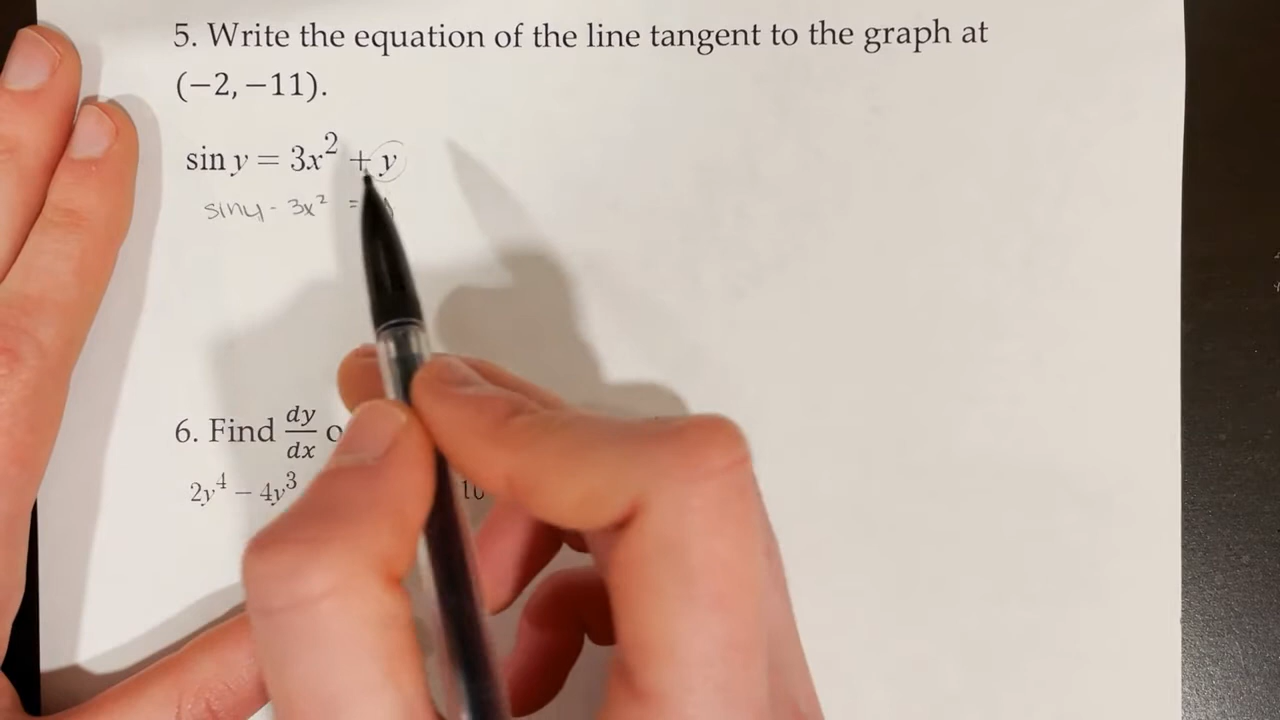 5. Write the equation of the line tangent to the graph at
(−2, −11).
sin y = 3x² + y
siny - 3x² =
6. Find dy/dx
2y⁴ − 4y³